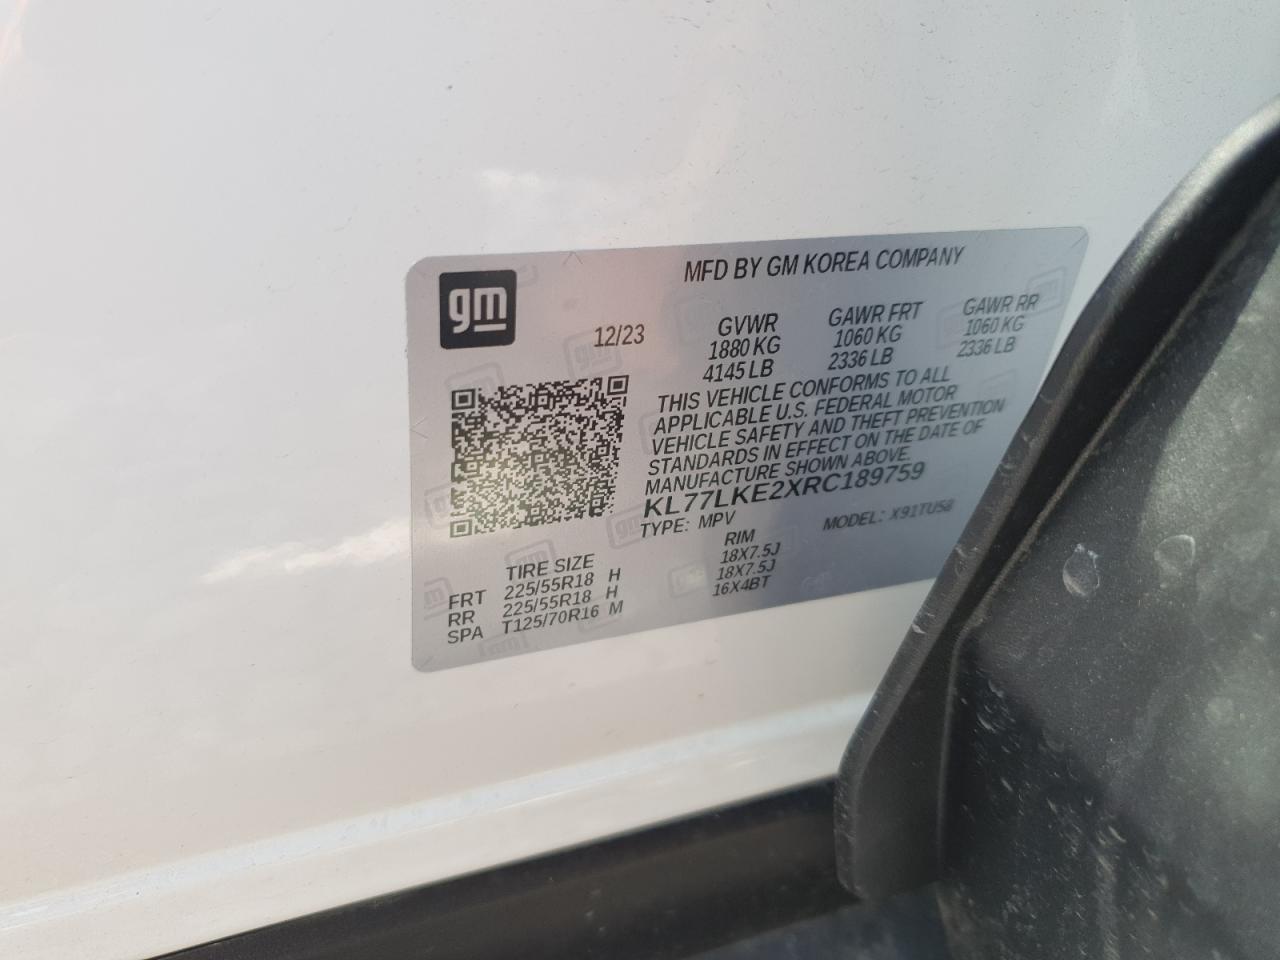 gm
MFD BY GM KOREA COMPANY
12/23
GVWR GAWR FRT GAWR RR
1880 KG 1060 KG 1060 KG
4145 LB 2336 LB 2336 LB
THIS VEHICLE CONFORMS TO ALL
APPLICABLE U.S. FEDERAL MOTOR
VEHICLE SAFETY AND THEFT PREVENTION
STANDARDS IN EFFECT ON THE DATE OF
MANUFACTURE SHOWN ABOVE.
KL77LKE2XRC189759
TYPE: MPV MODEL: X91TU58
TIRE SIZE RIM
FRT 225/55R18 H 18X7.5J
RR 225/55R18 H 18X7.5J
SPA T125/70R16 M 16X4BT